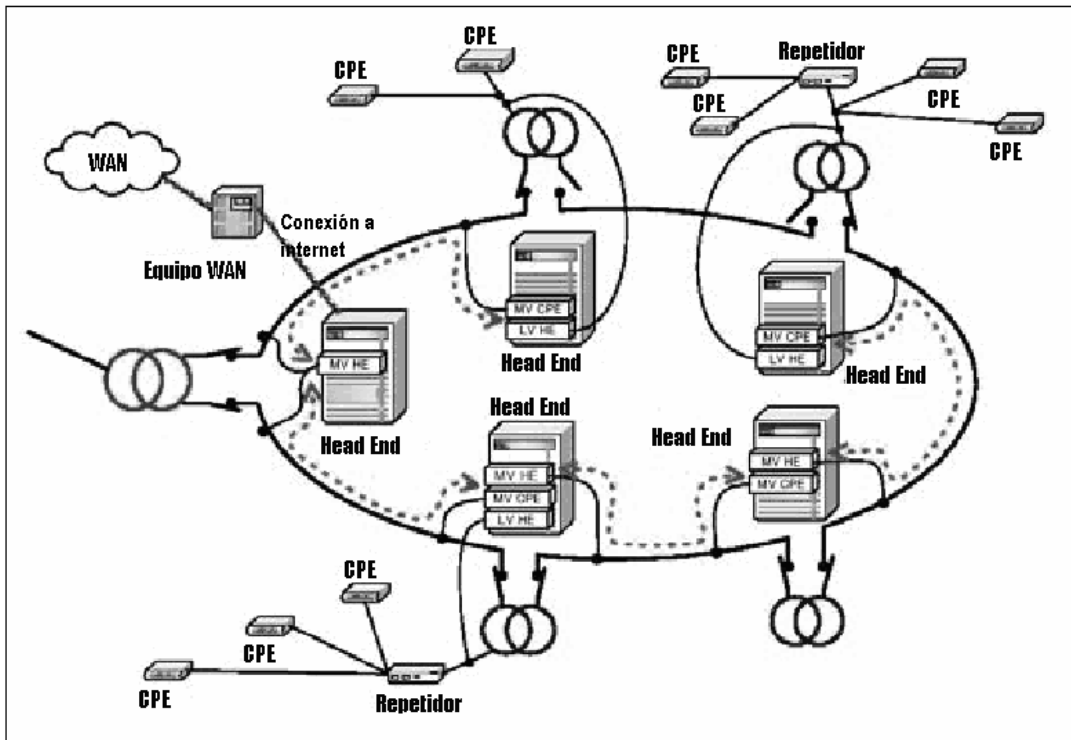 CPE
CPE
Repetidor
CPE
CPE
CPE
CPE
WAN
Conexión a
internet
Equipo WAN
MV CPE
LV HE
Head End
MV CPE
LV HE
Head End
MV HE
Head End
Head End
MV HE
MV CPE
LV HE
Head End
MV HE
MV CPE
CPE
CPE
CPE
Repetidor